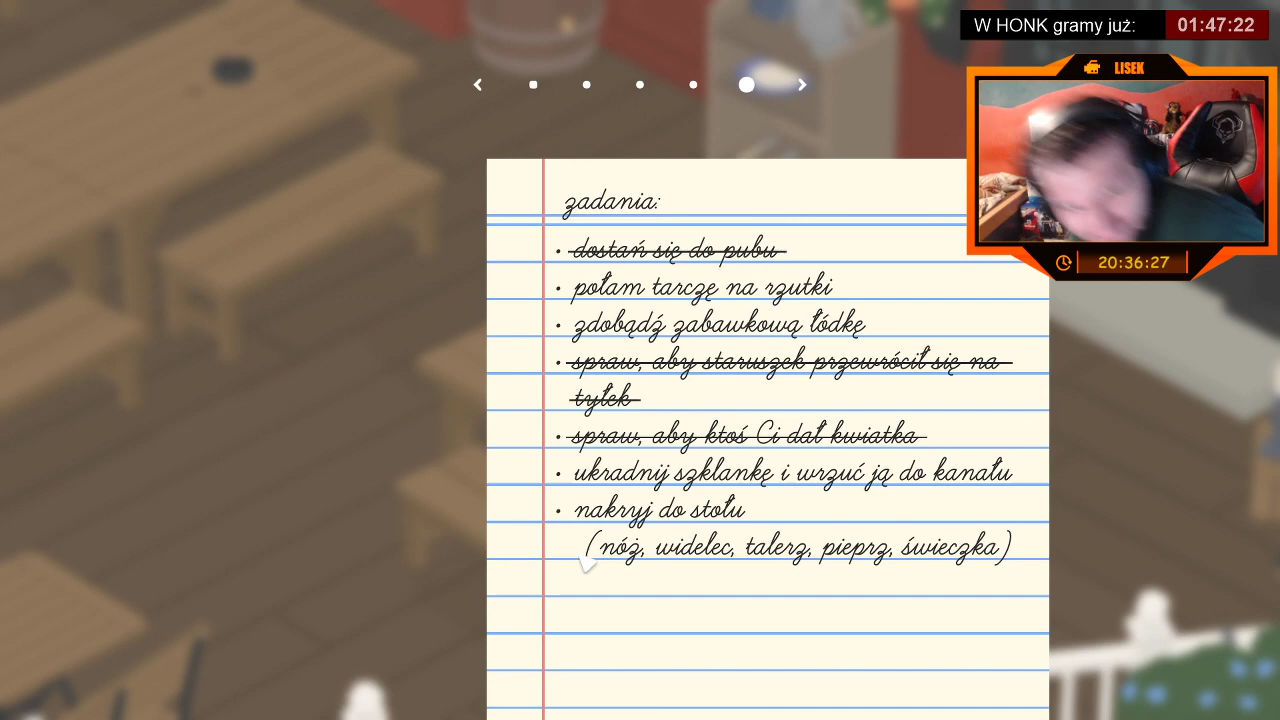 W HONK gramy już: 01:47:22
LISEK
20:36:27
zadania:
• dostań się do pubu
• połam tarczę na rzutki
• zdobądź zabawkową łódkę
• spraw, aby staruszek przewrócił się na
tyłek
• spraw, aby ktoś Ci dał kwiatka
• ukradnij szklankę i wrzuć ją do kanału
• nakryj do stołu
(nóż, widelec, talerz, pieprz, świeczka)